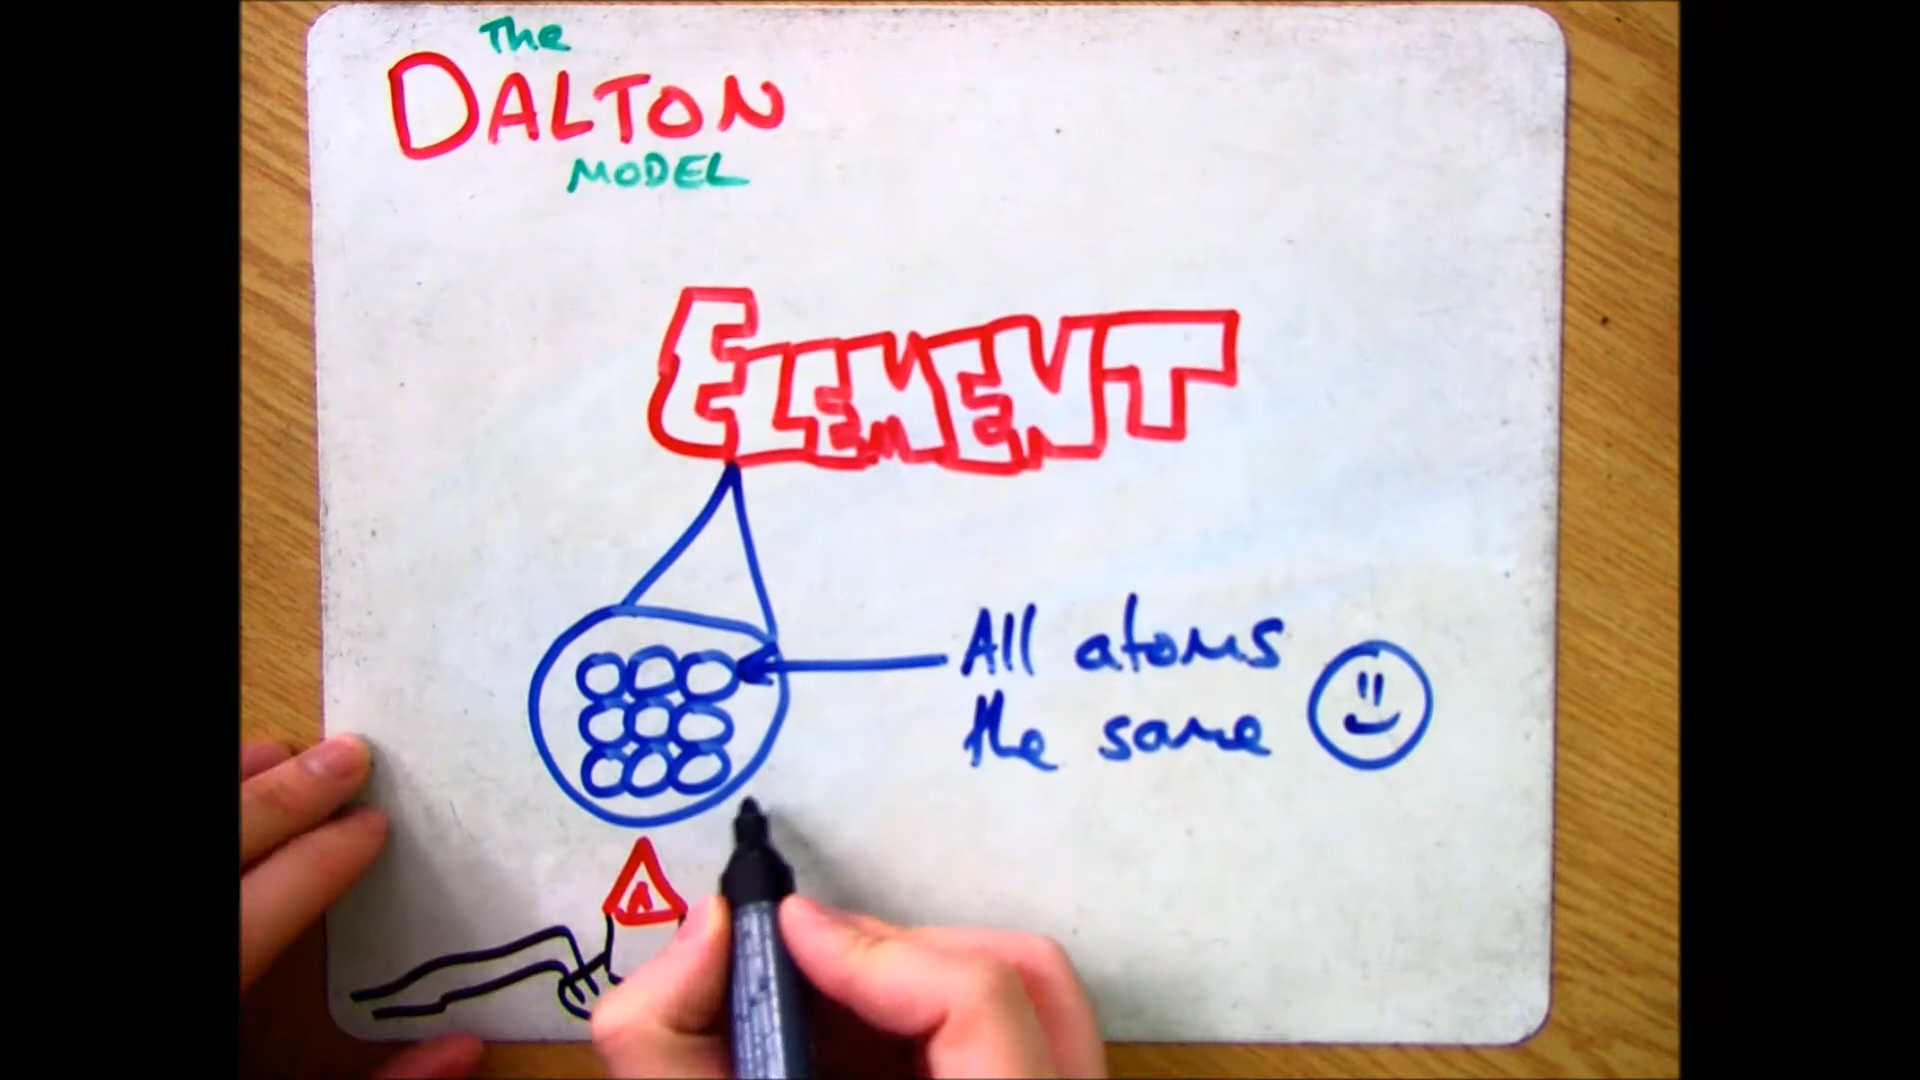 The
DALTON
MODEL
ELEMENT
All atoms
the same